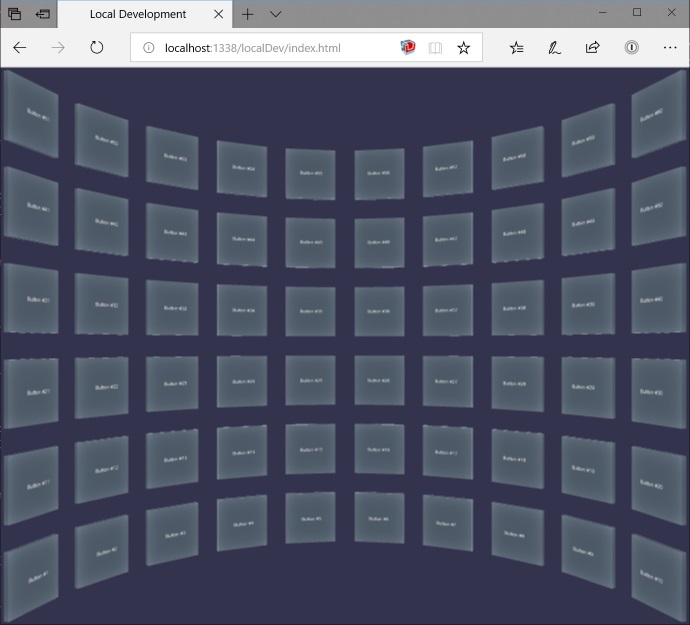 Local Development
localhost:1338/localDev/index.html
Button #51 Button #52 Button #53 Button #54 Button #55 Button #56 Button #57 Button #58 Button #59 Button #60
Button #41 Button #42 Button #43 Button #44 Button #45 Button #46 Button #47 Button #48 Button #49 Button #50
Button #31 Button #32 Button #33 Button #34 Button #35 Button #36 Button #37 Button #38 Button #39 Button #40
Button #21 Button #22 Button #23 Button #24 Button #25 Button #26 Button #27 Button #28 Button #29 Button #30
Button #11 Button #12 Button #13 Button #14 Button #15 Button #16 Button #17 Button #18 Button #19 Button #20
Button #1 Button #2 Button #3 Button #4 Button #5 Button #6 Button #7 Button #8 Button #9 Button #10